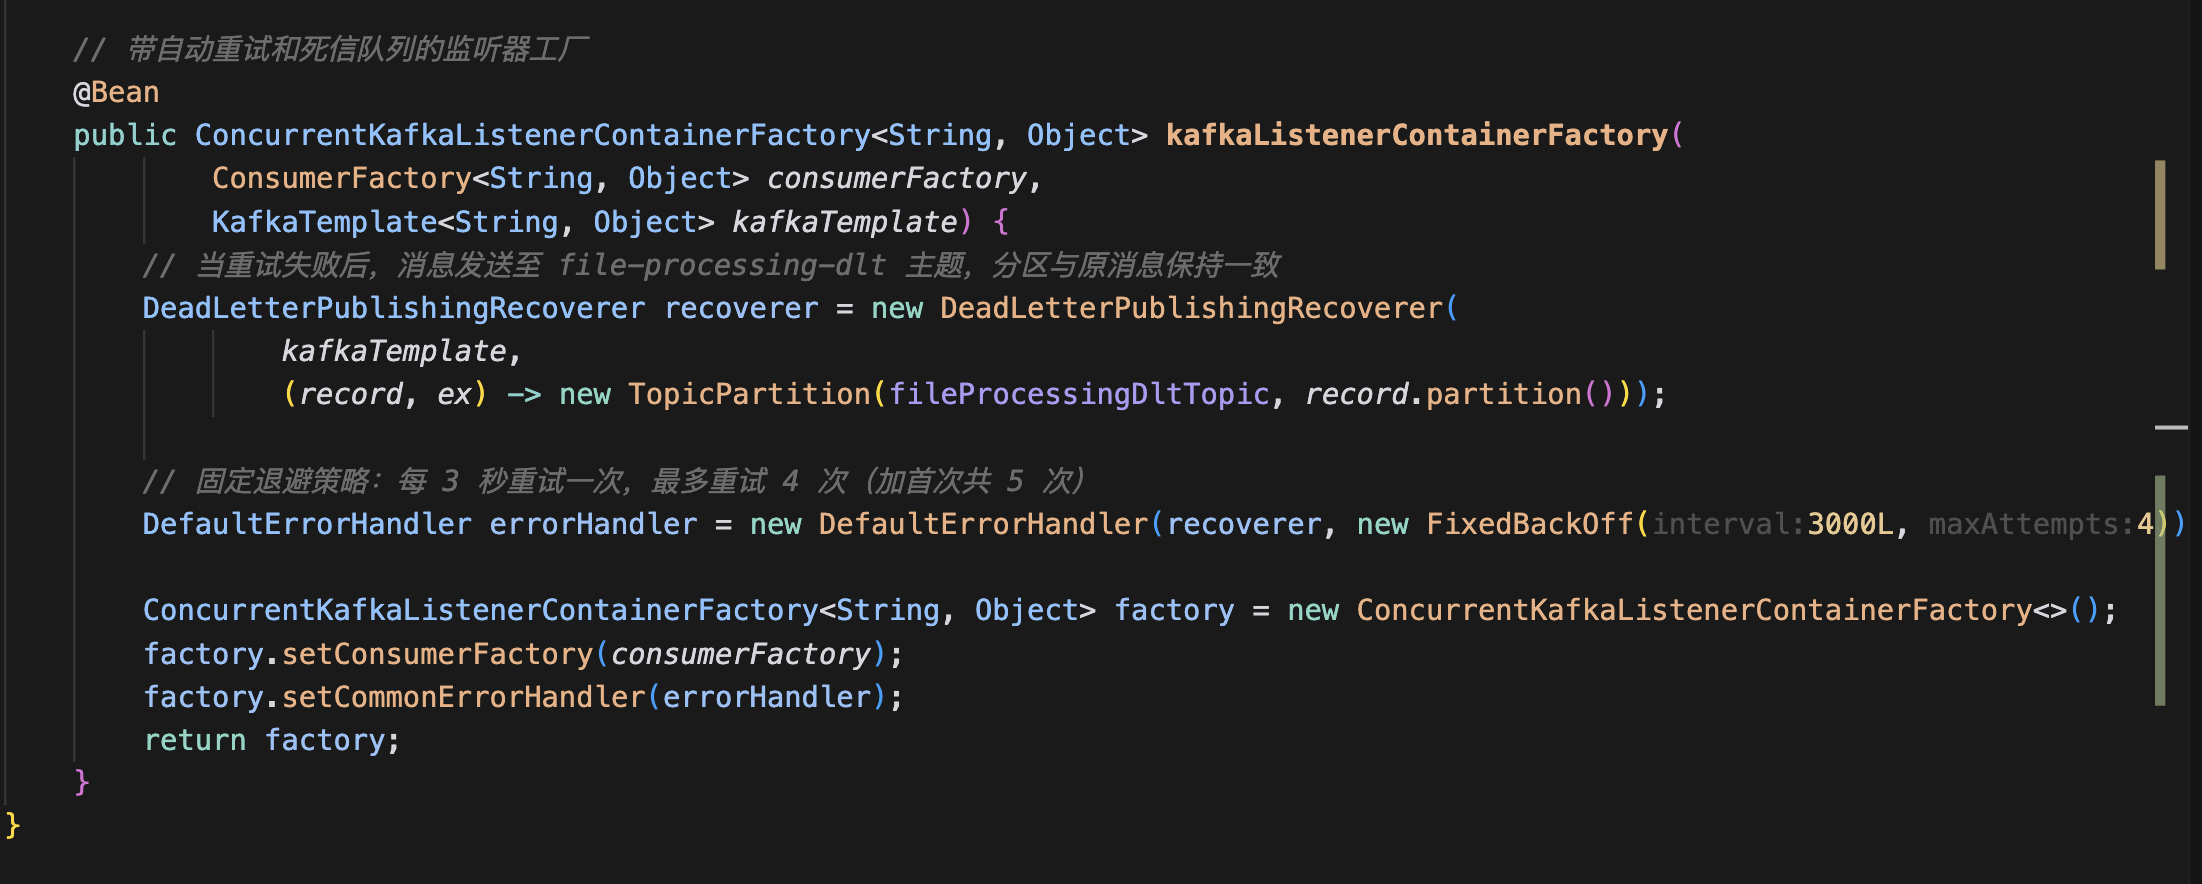 // 带自动重试和死信队列的监听器工厂
@Bean
public ConcurrentKafkaListenerContainerFactory<String, Object> kafkaListenerContainerFactory(
ConsumerFactory<String, Object> consumerFactory,
KafkaTemplate<String, Object> kafkaTemplate) {
// 当重试失败后，消息发送至 file-processing-dlt 主题，分区与原消息保持一致
DeadLetterPublishingRecoverer recoverer = new DeadLetterPublishingRecoverer(
kafkaTemplate,
(record, ex) -> new TopicPartition(fileProcessingDltTopic, record.partition()));
// 固定退避策略：每 3 秒重试一次，最多重试 4 次（加首次共 5 次）
DefaultErrorHandler errorHandler = new DefaultErrorHandler(recoverer, new FixedBackOff(interval:3000L, maxAttempts:4))
ConcurrentKafkaListenerContainerFactory<String, Object> factory = new ConcurrentKafkaListenerContainerFactory<>();
factory.setConsumerFactory(consumerFactory);
factory.setCommonErrorHandler(errorHandler);
return factory;
}
}